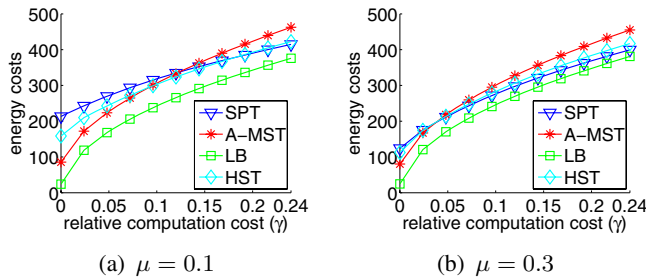 500
400
300
200
100
0
energy costs
SPT
A−MST
LB
HST
0 0.05 0.1 0.15 0.2 0.24
relative computation cost (γ)
(a) μ = 0.1
500
400
300
200
100
0
energy costs
SPT
A−MST
LB
HST
0 0.05 0.1 0.15 0.2 0.24
relative computation cost (γ)
(b) μ = 0.3